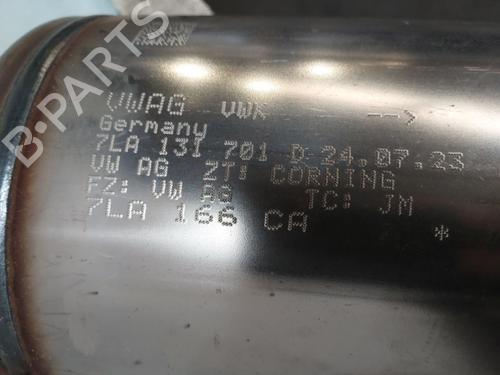 VWAG VWK -->
Germany
7LA 131 701 D 24.07.23
VW AG ZT: CORNING
FZ: VW AG TC: JM
7LA 166 CA *
B-PARTS